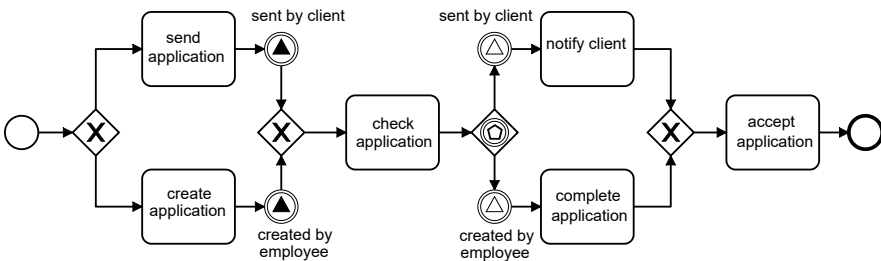 sent by client
sent by client
send
application
notify client
X
X
check
application
X
accept
application
create
application
complete
application
created by
employee
created by
employee